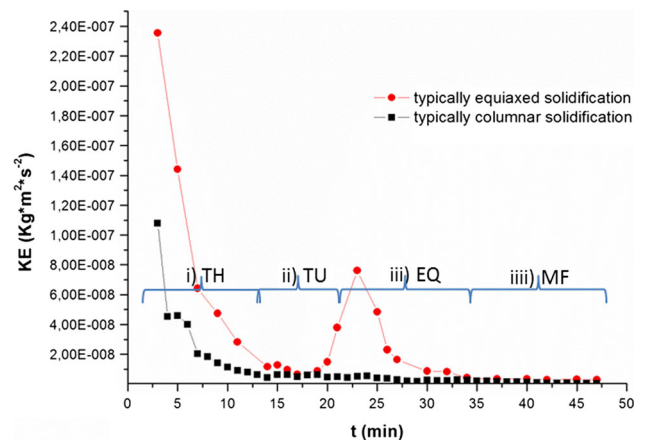 2,40E-007
2,20E-007
2,00E-007
1,80E-007
1,60E-007
1,40E-007
1,20E-007
1,00E-007
8,00E-008
6,00E-008
4,00E-008
2,00E-008
KE (Kg*m²*s⁻²)
typically equiaxed solidification
typically columnar solidification
i) TH ii) TU iii) EQ iiii) MF
0 5 10 15 20 25 30 35 40 45 50
t (min)